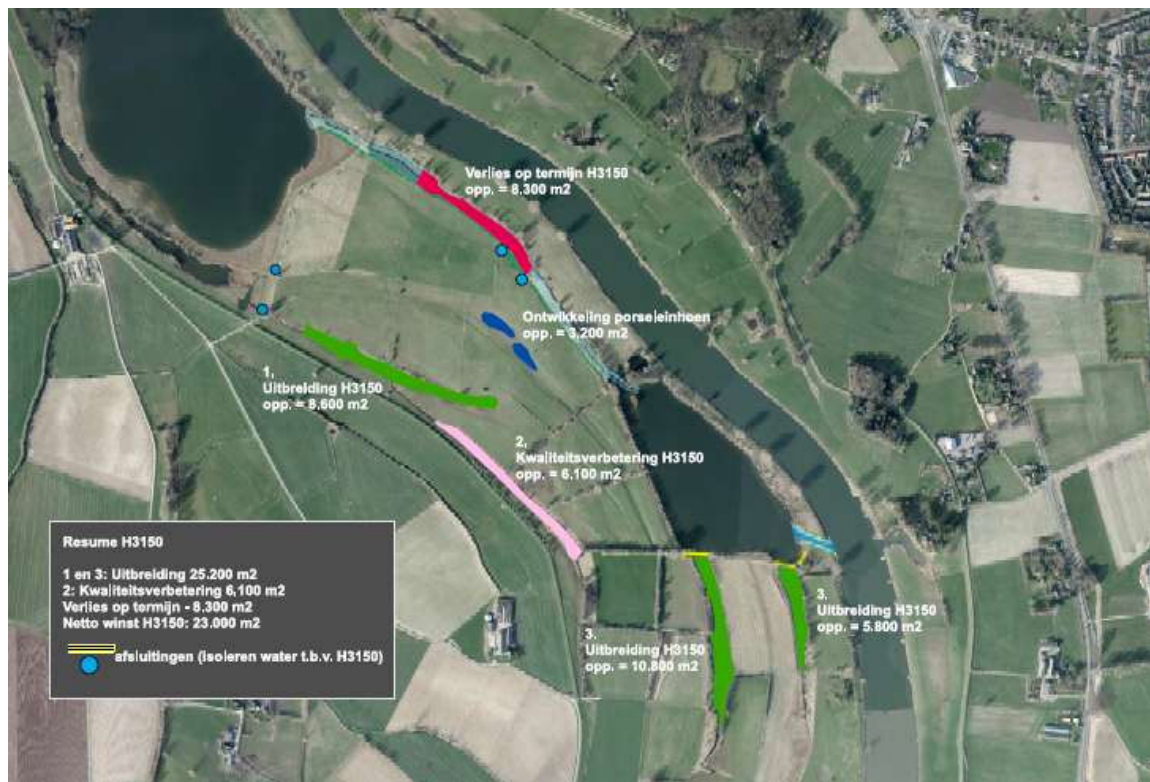 Verlies op termijn H3150
opp. = 8.300 m2
Ontwikkeling porseleinhoen
opp. = 3.200 m2
1.
Uitbreiding H3150
opp. = 8.600 m2
2.
Kwaliteitsverbetering H3150
opp. = 6.100 m2
Resume H3150
1 en 3: Uitbreiding 25.200 m2
2: Kwaliteitsverbetering 6.100 m2
Verlies op termijn - 8.300 m2
Netto winst H3150: 23.000 m2
afsluitingen (isoleren water t.b.v. H3150)
3.
Uitbreiding H3150
opp. = 10.800 m2
3.
Uitbreiding H3150
opp. = 5.800 m2